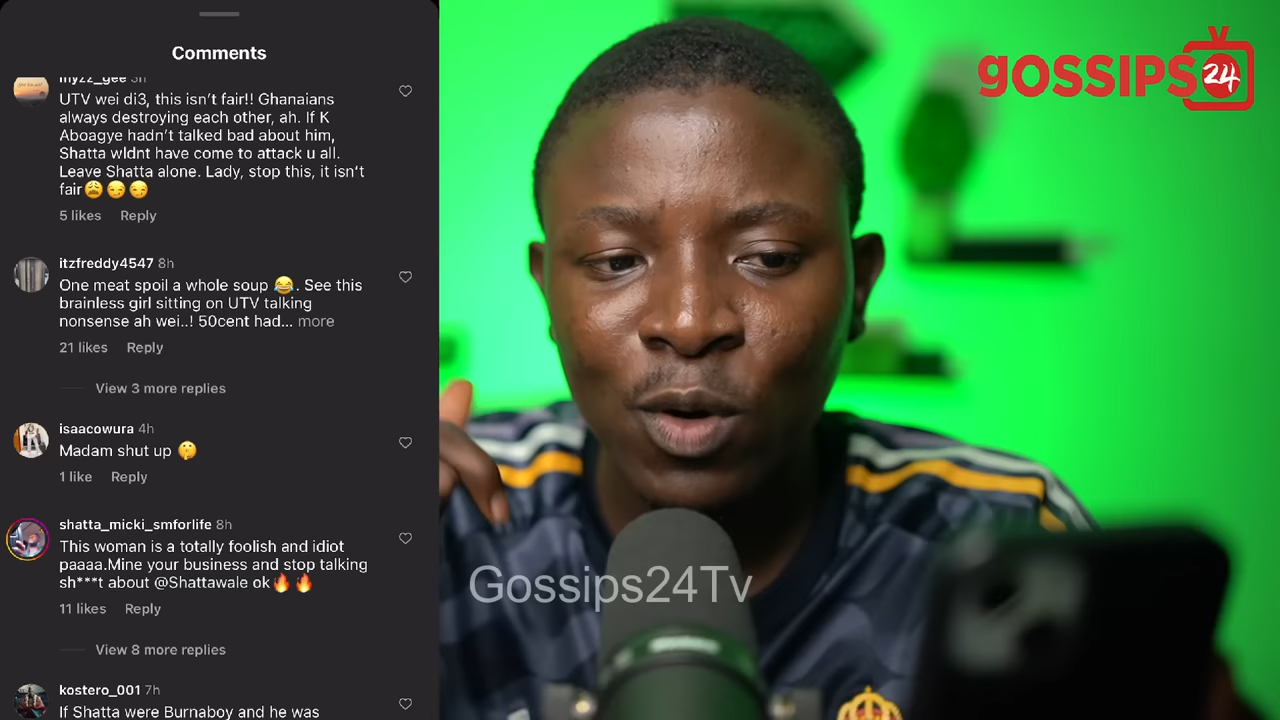 Comments
myzz_gee 3h
UTV wei di3, this isn't fair!! Ghanaians
always destroying each other, ah. If K
Aboagye hadn't talked bad about him,
Shatta wldnt have come to attack u all.
Leave Shatta alone. Lady, stop this, it isn't
fair😩😏😏
5 likes Reply
itzfreddy4547 8h
One meat spoil a whole soup 😂. See this
brainless girl sitting on UTV talking
nonsense ah wei..! 50cent had... more
21 likes Reply
View 3 more replies
isaacowura 4h
Madam shut up 🤫
1 like Reply
shatta_micki_smforlife 8h
This woman is a totally foolish and idiot
paaaa.Mine your business and stop talking
sh***t about @Shattawale ok🔥🔥
11 likes Reply
View 8 more replies
kostero_001 7h
If Shatta were Burnaboy and he was
gOSSIPS 24
Gossips24Tv